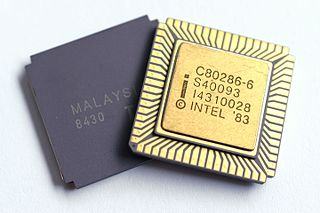 MALAYS
8430
C80286-6
S40093
i
I4310028
© INTEL '83